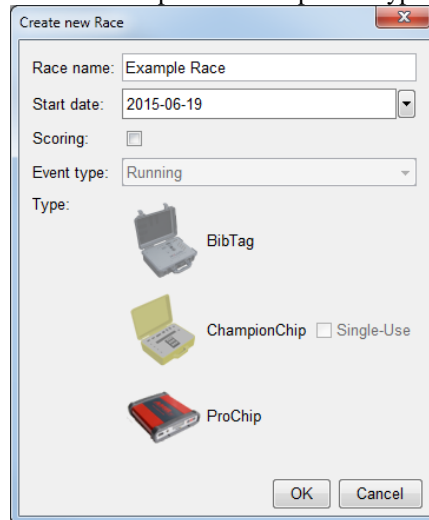 Create new Race
Race name: Example Race
Start date: 2015-06-19
Scoring:
Event type: Running
Type:
BibTag
ChampionChip Single-Use
ProChip
OK Cancel